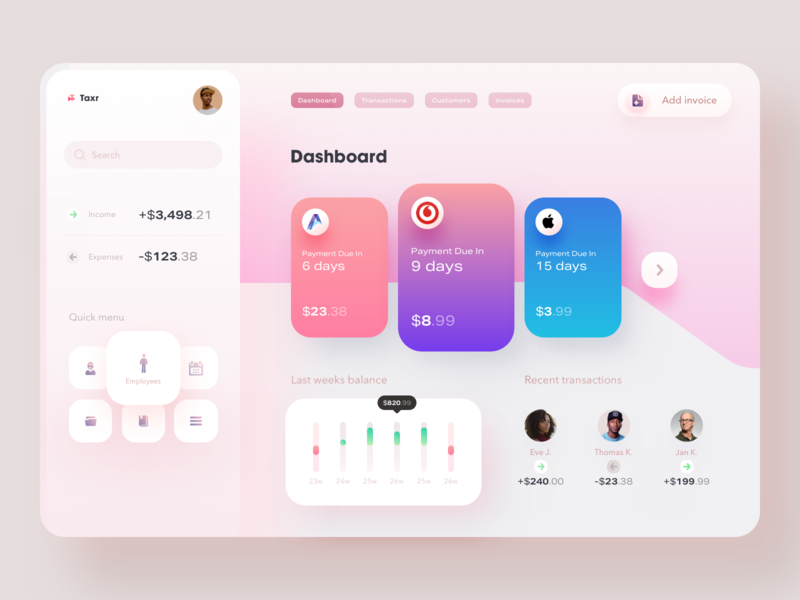 Taxr
Search
Income +$3,498.21
Expenses -$123.38
Quick menu
Employees
Dashboard Transactions Customers Invoices
Add invoice
Dashboard
Payment Due In
6 days
$23.38
Payment Due In
9 days
$8.99
Payment Due In
15 days
$3.99
Last weeks balance
$820.99
23w 24w 25w 26w 25w 26w
Recent transactions
Eve J. Thomas K. Jan K.
+$240.00 -$23.38 +$199.99